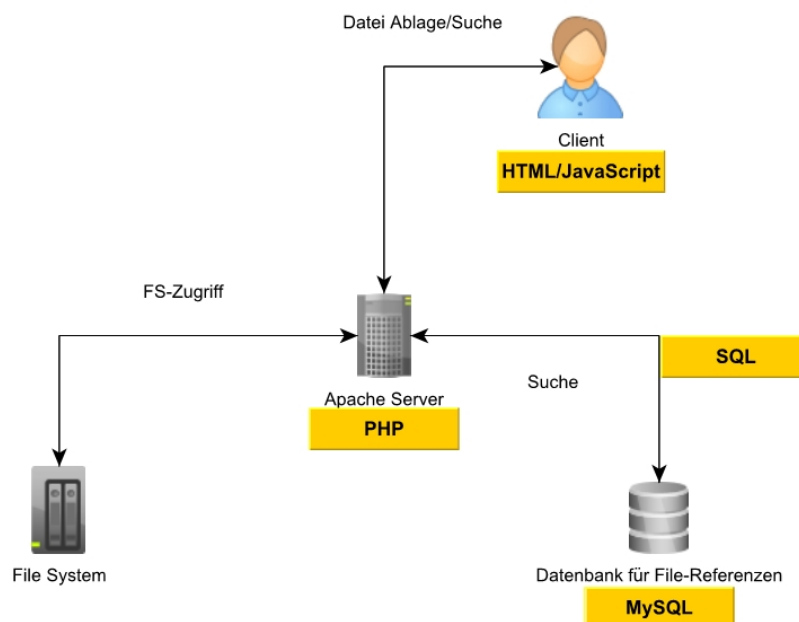 Datei Ablage/Suche
Client
HTML/JavaScript
FS-Zugriff
SQL
Suche
Apache Server
PHP
File System
Datenbank für File-Referenzen
MySQL